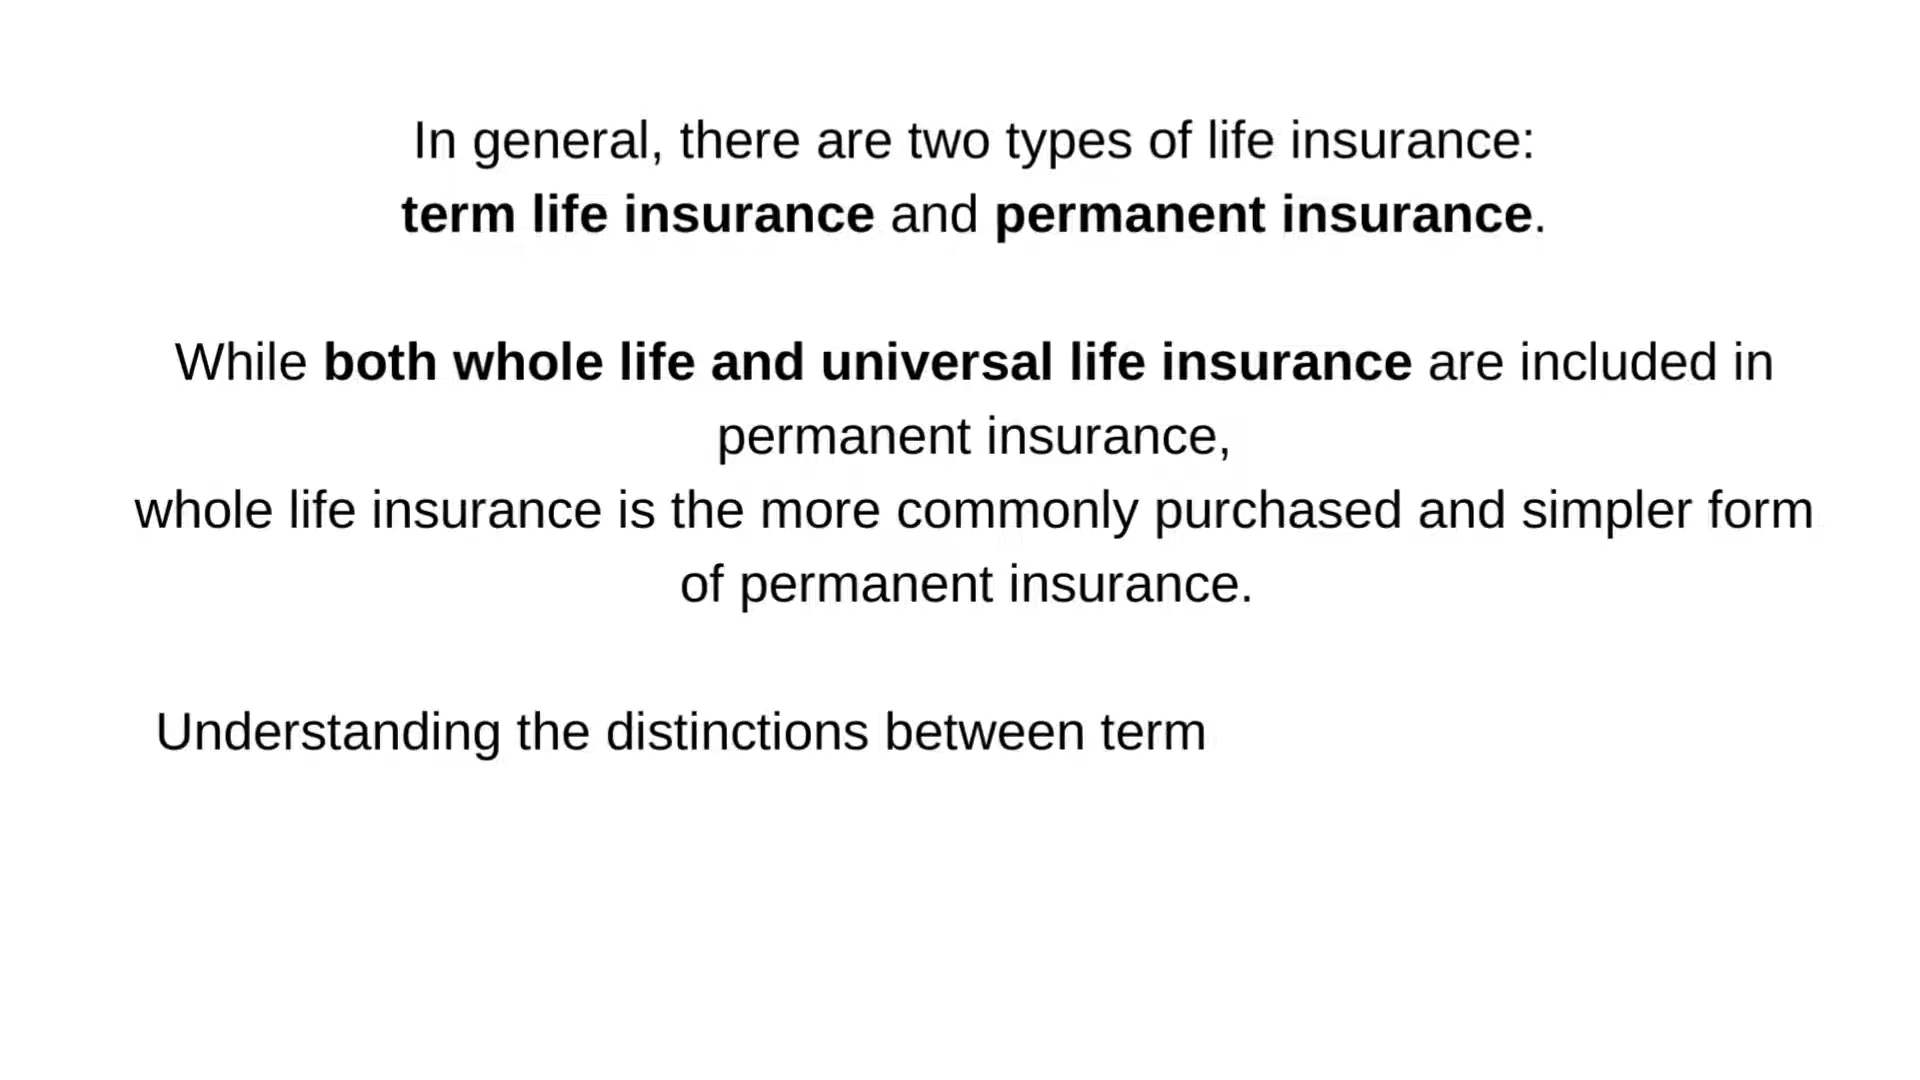 In general, there are two types of life insurance:
term life insurance and permanent insurance.
While both whole life and universal life insurance are included in
permanent insurance,
whole life insurance is the more commonly purchased and simpler form
of permanent insurance.
Understanding the distinctions between term